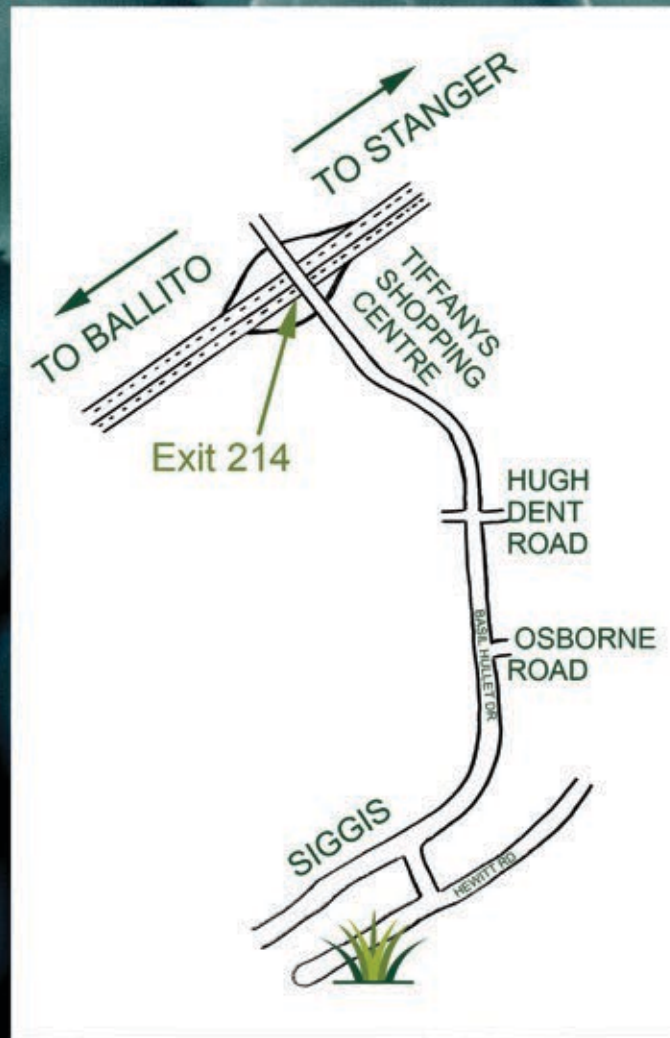 TO STANGER
TO BALLITO
TIFFANYS
SHOPPING
CENTRE
Exit 214
HUGH
DENT
ROAD
BASIL HULLET DR
OSBORNE
ROAD
SIGGIS
HEWITT RD